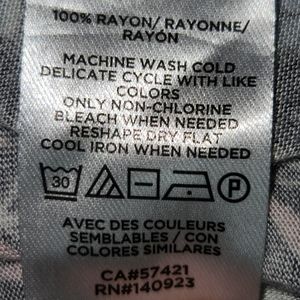 100% RAYON/ RAYONNE/
RAYÓN
MACHINE WASH COLD
DELICATE CYCLE WITH LIKE
COLORS
ONLY NON-CHLORINE
BLEACH WHEN NEEDED
RESHAPE DRY FLAT
COOL IRON WHEN NEEDED
30 P
AVEC DES COULEURS
SEMBLABLES / CON
COLORES SIMILARES
CA#57421
RN#140923